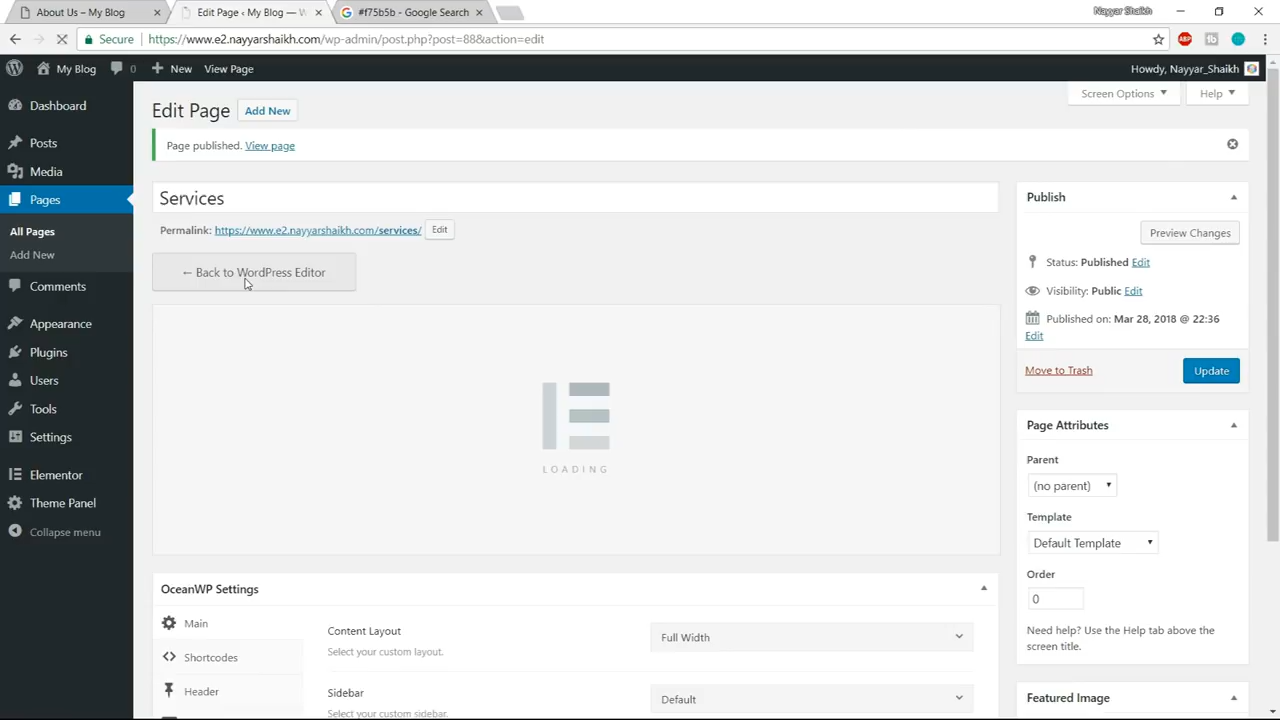 About Us – My Blog
Edit Page ‹ My Blog —
#f75b5b - Google Search
Nayyar Shaikh
Secure
https://www.e2.nayyarshaikh.com/wp-admin/post.php?post=88&action=edit
ABP
fb
My Blog
0
New
View Page
Howdy, Nayyar_Shaikh
Dashboard
Posts
Media
Pages
All Pages
Add New
Comments
Appearance
Plugins
Users
Tools
Settings
Elementor
Theme Panel
Collapse menu
Screen Options
Help
Edit Page
Add New
Page published. View page
Services
Permalink: https://www.e2.nayyarshaikh.com/services/
Edit
← Back to WordPress Editor
LOADING
OceanWP Settings
Main
Shortcodes
Header
Content Layout
Select your custom layout.
Full Width
Sidebar
Select your custom sidebar.
Default
Publish
Preview Changes
Status: Published Edit
Visibility: Public Edit
Published on: Mar 28, 2018 @ 22:36
Edit
Move to Trash
Update
Page Attributes
Parent
(no parent)
Template
Default Template
Order
0
Need help? Use the Help tab above the
screen title.
Featured Image